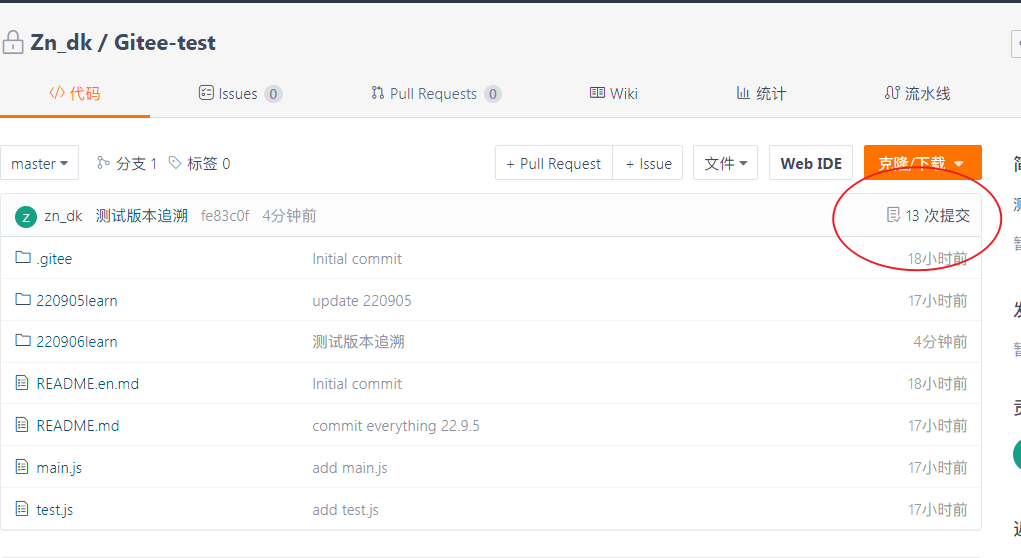 Zn_dk / Gitee-test
代码 Issues 0 Pull Requests 0 Wiki 统计 流水线
master 分支 1 标签 0 + Pull Request + Issue 文件 Web IDE 克隆/下载
Z zn_dk 测试版本追溯 fe83c0f 4分钟前 13 次提交
.gitee Initial commit 18小时前
220905learn update 220905 17小时前
220906learn 测试版本追溯 4分钟前
README.en.md Initial commit 18小时前
README.md commit everything 22.9.5 17小时前
main.js add main.js 17小时前
test.js add test.js 17小时前